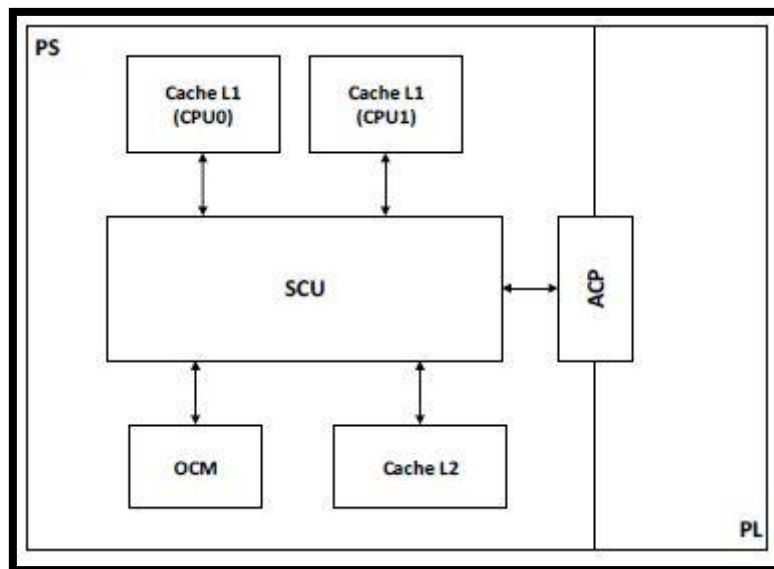 PS
Cache L1
(CPU0)
Cache L1
(CPU1)
SCU
ACP
OCM
Cache L2
PL